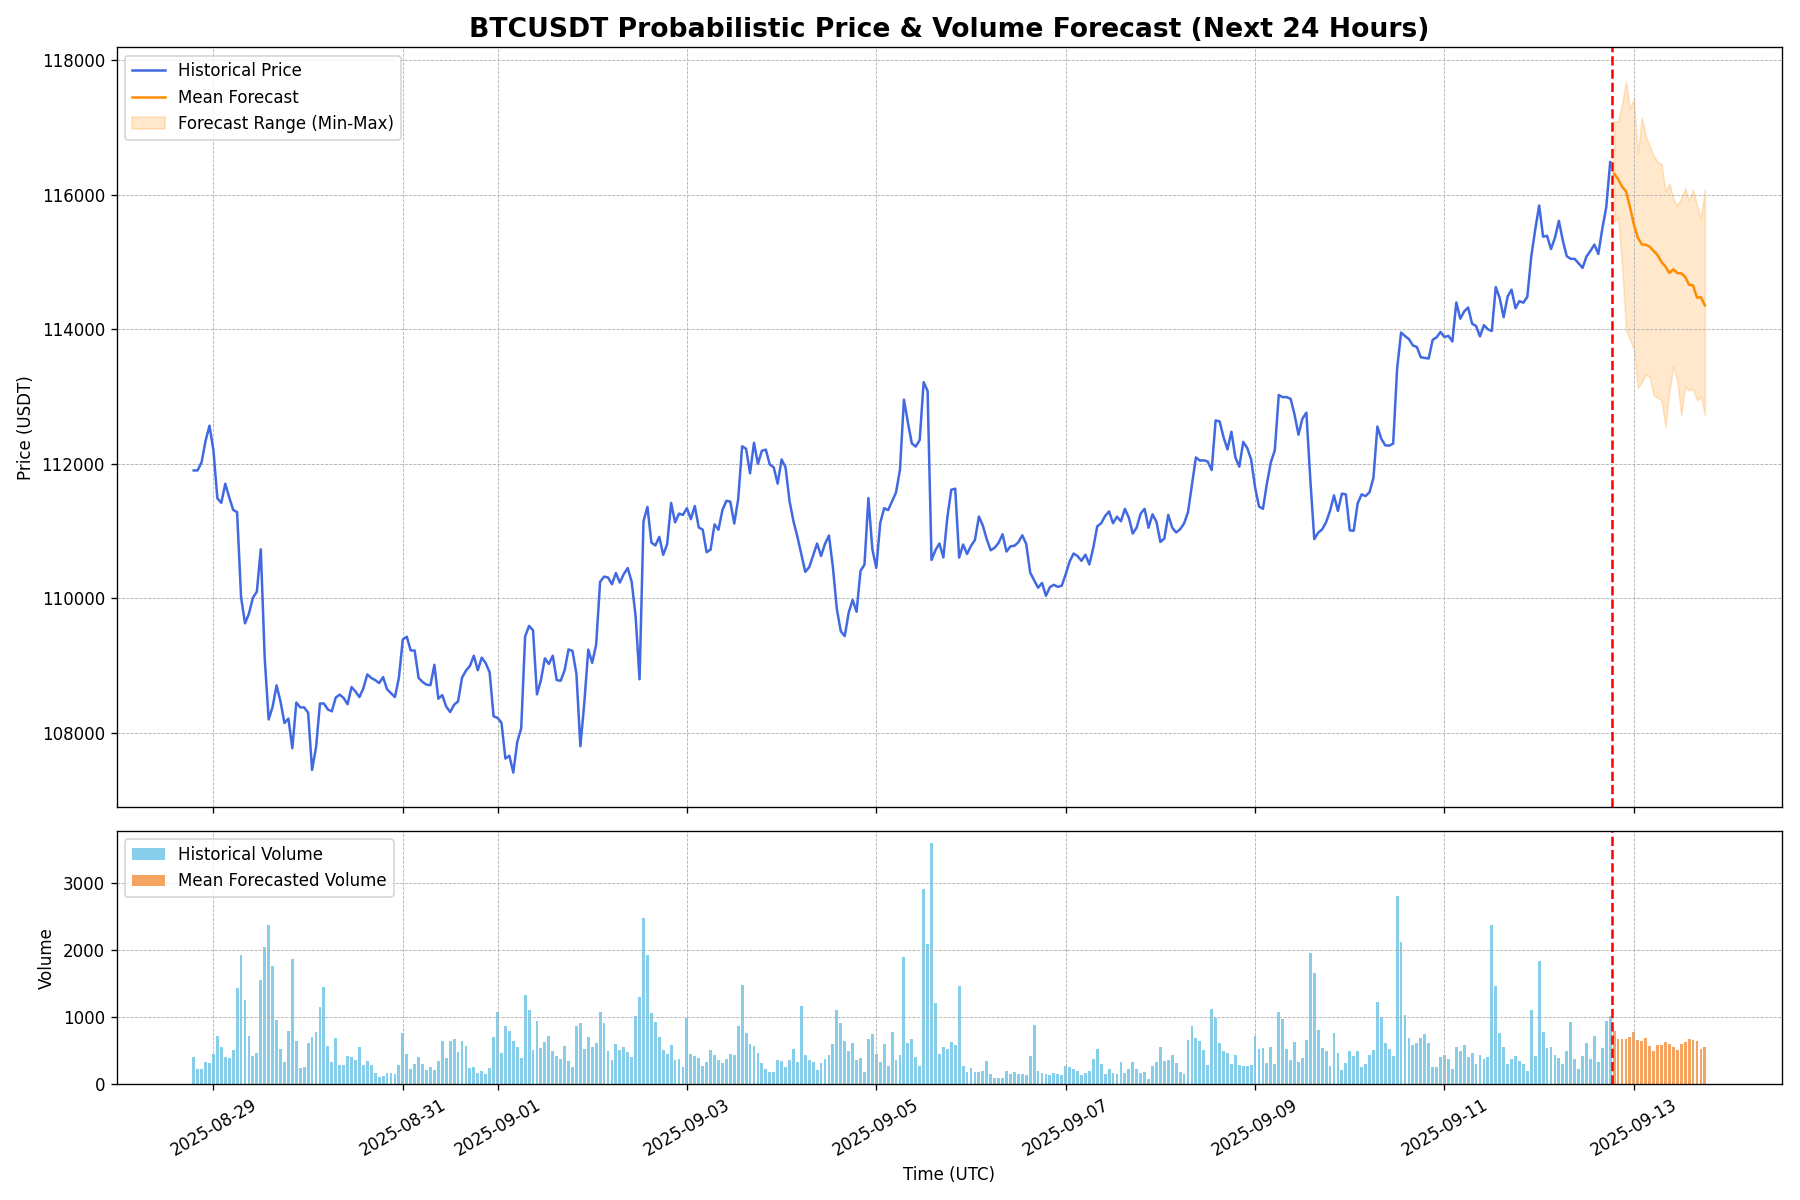 BTCUSDT Probabilistic Price & Volume Forecast (Next 24 Hours)
Historical Price
Mean Forecast
Forecast Range (Min-Max)
118000
116000
114000
112000
110000
108000
Price (USDT)
Historical Volume
Mean Forecasted Volume
3000
2000
1000
0
Volume
2025-08-29
2025-08-31
2025-09-01
2025-09-03
2025-09-05
2025-09-07
2025-09-09
2025-09-11
2025-09-13
Time (UTC)